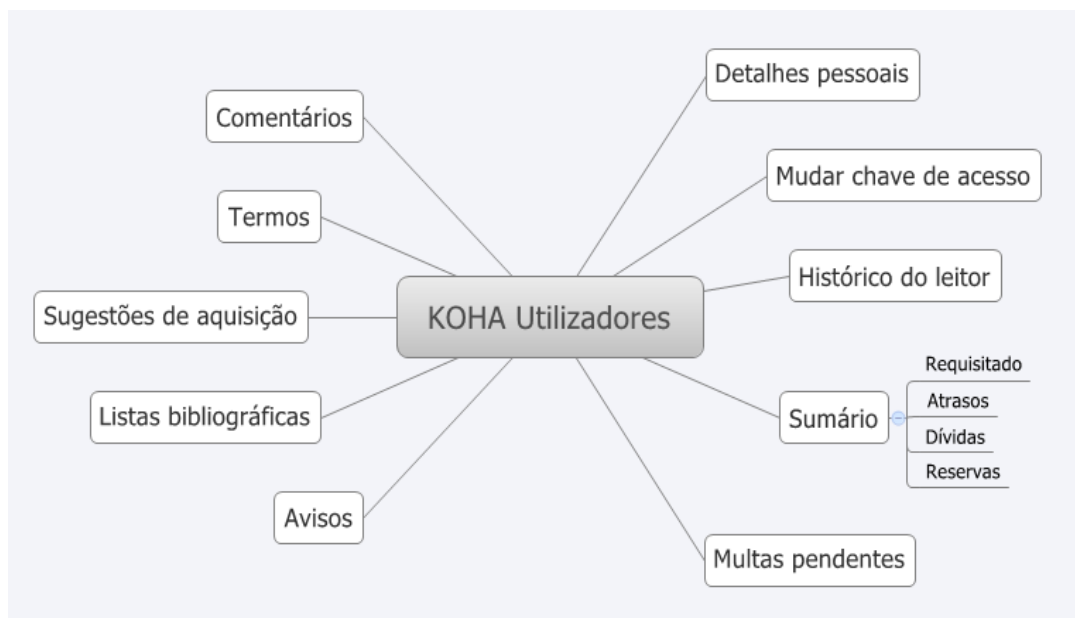 Detalhes pessoais
Comentários
Mudar chave de acesso
Termos
Histórico do leitor
KOHA Utilizadores
Sugestões de aquisição
Requisitado
Atrasos
Listas bibliográficas
Sumário
Dívidas
Reservas
Avisos
Multas pendentes